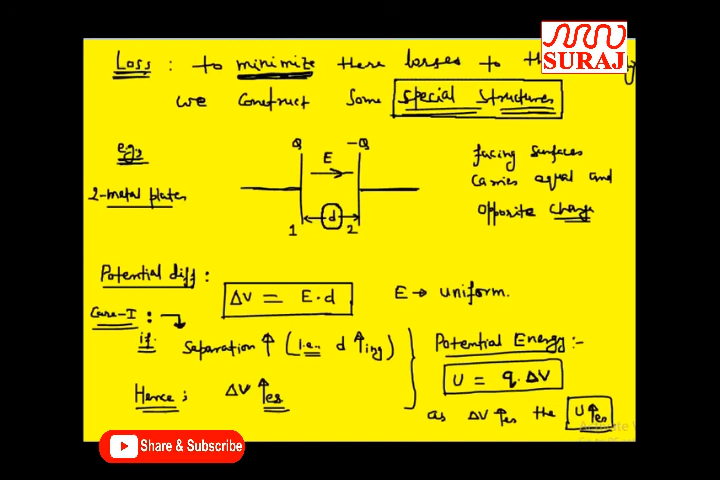 SURAJ
Loss : to minimize these losses to th
we construct some special structures
Q -Q
E
egs
2-metal plates
d
1 2
facing surfaces
carries equal and
opposite charge
Potential diff :
ΔV = E·d
E → uniform.
Case-I :
if separation ↑ (i.e. d ↑ing)
Hence ; ΔV ↑es
Potential Energy :-
U = q·ΔV
as ΔV ↑es the U ↑es
Share & Subscribe